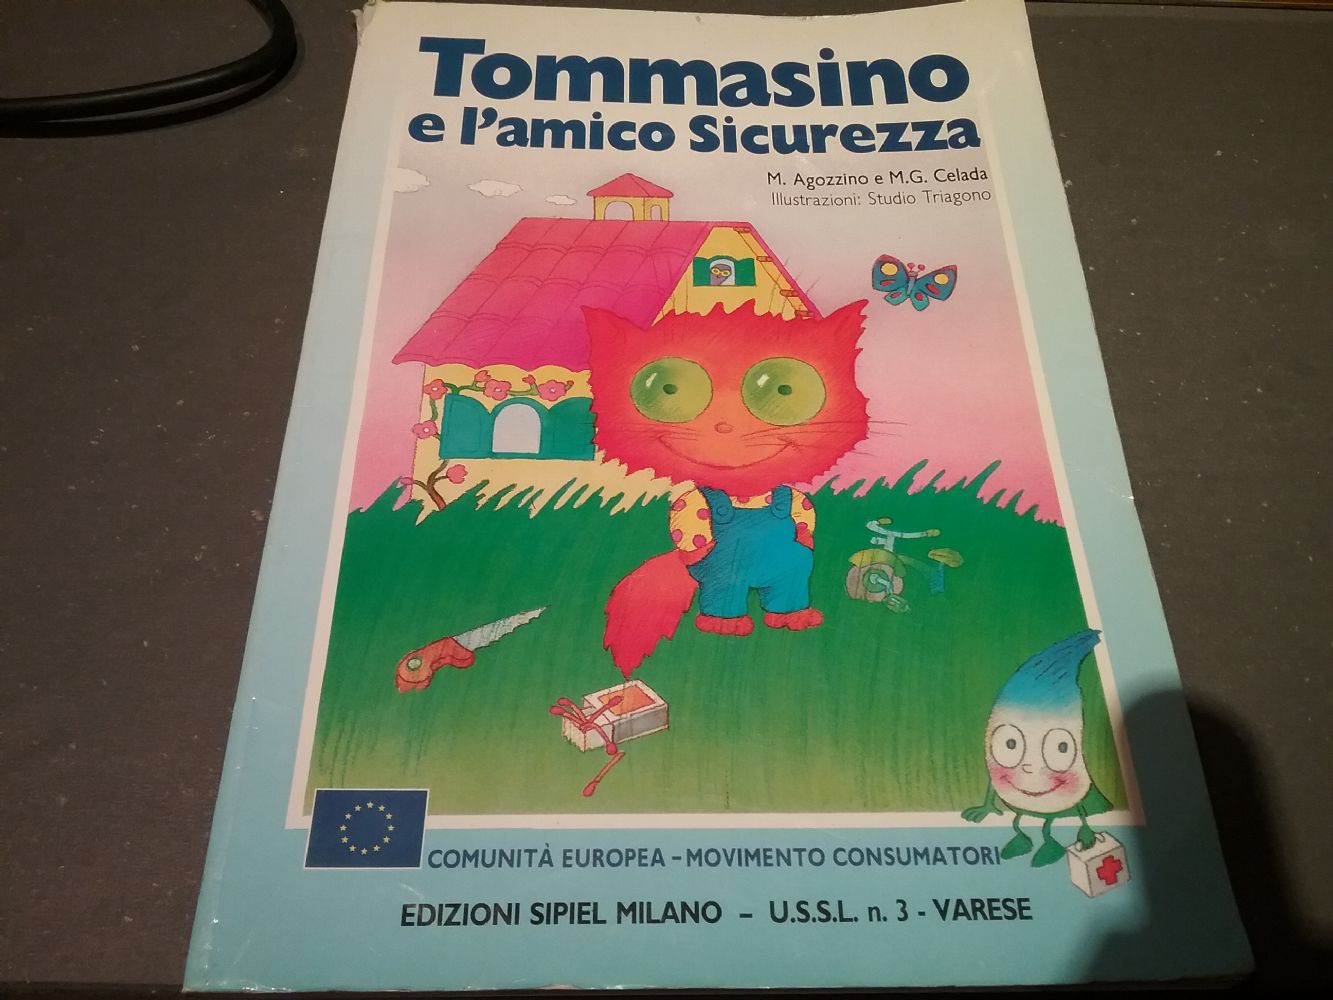 Tommasino
e l'amico Sicurezza
M. Agozzino e M.G. Celada
Illustrazioni: Studio Triagono
COMUNITÀ EUROPEA - MOVIMENTO CONSUMATORI
EDIZIONI SIPIEL MILANO - U.S.S.L. n. 3 - VARESE